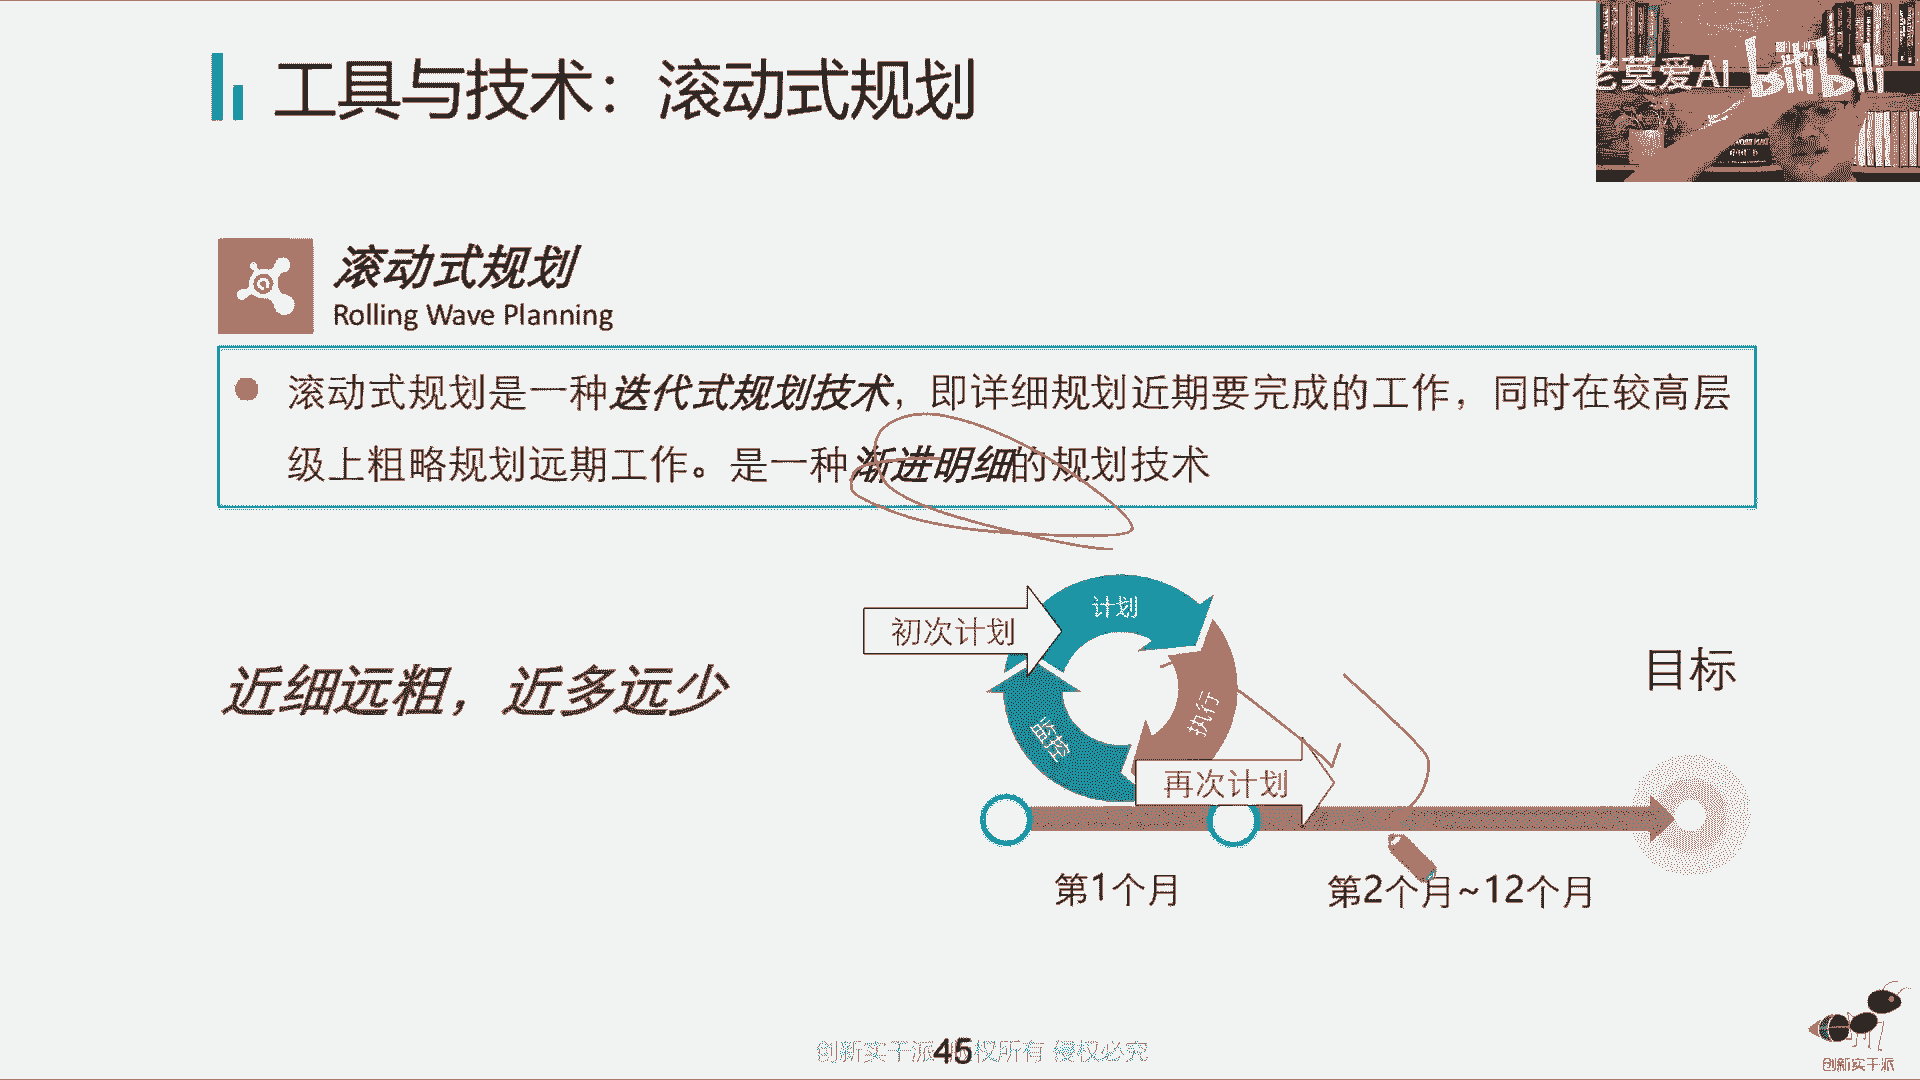 工具与技术：滚动式规划
老莫爱AI bilibili
滚动式规划
Rolling Wave Planning
滚动式规划是一种迭代式规划技术，即详细规划近期要完成的工作，同时在较高层
级上粗略规划远期工作。是一种渐进明细的规划技术
初次计划
计划
执行
监控
再次计划
近细远粗，近多远少
目标
第1个月
第2个月~12个月
创新实干派 版权所有 侵权必究
45
创新实干派